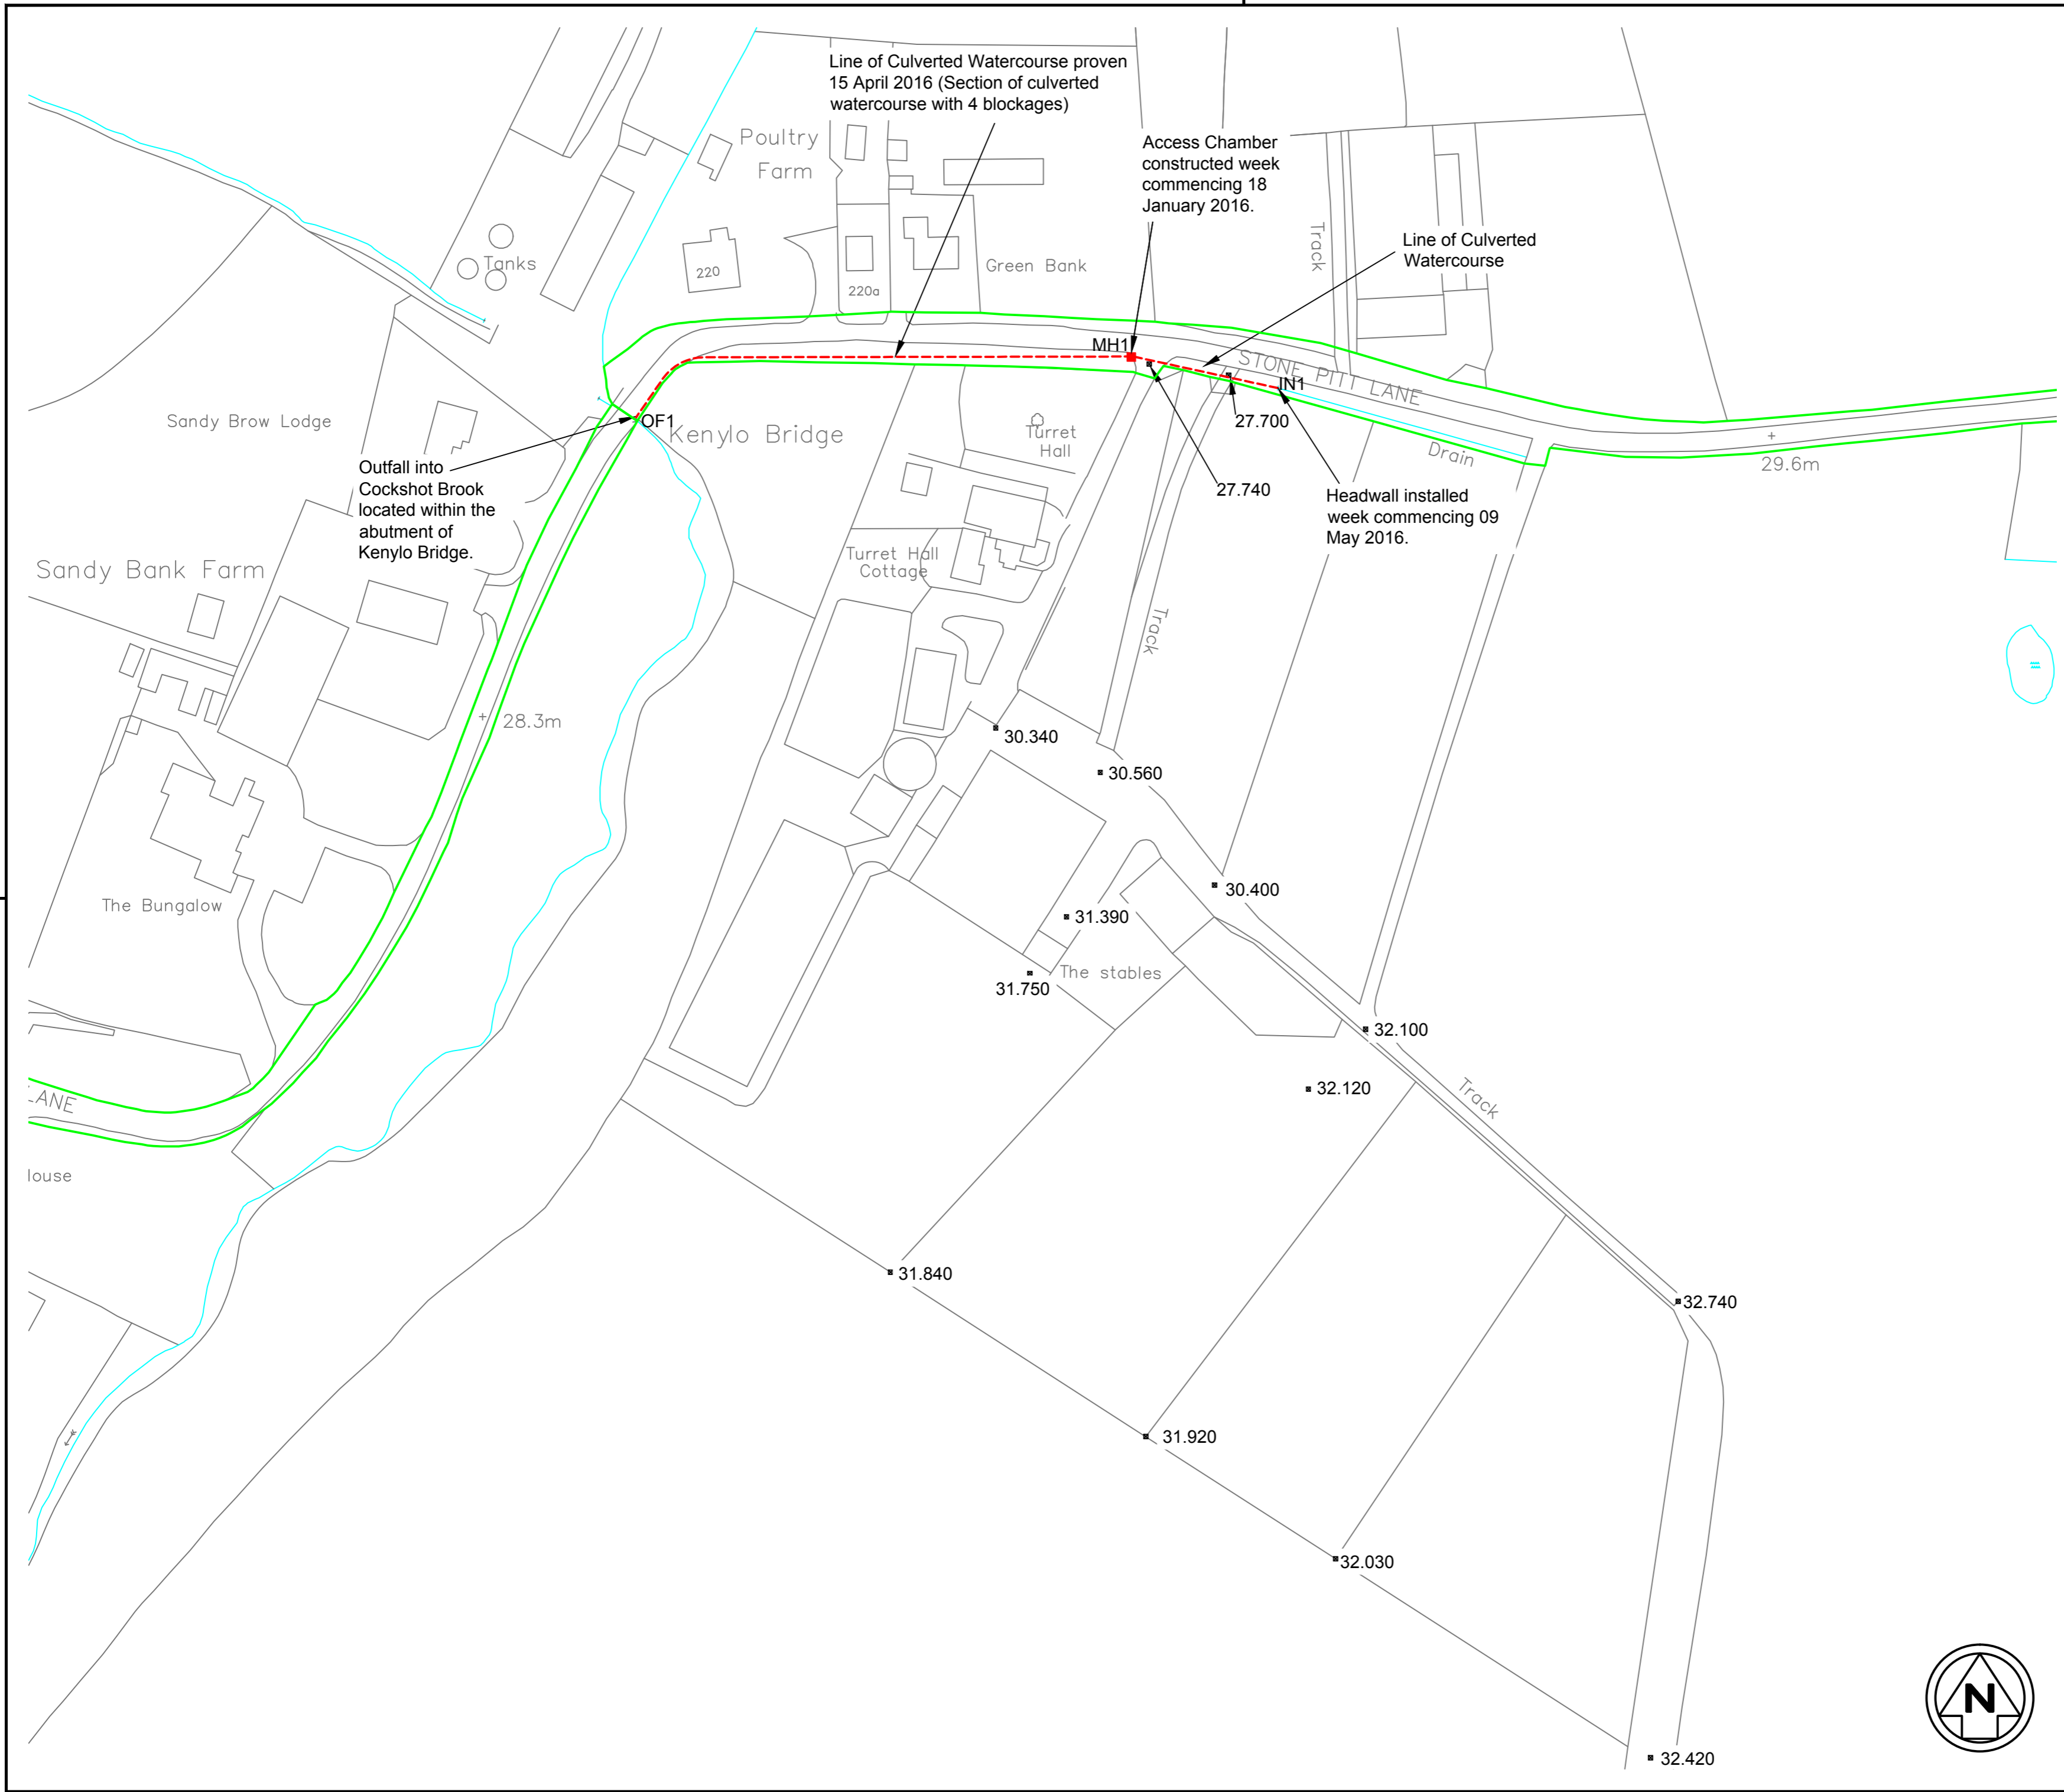 Line of Culverted Watercourse proven
15 April 2016 (Section of culverted
watercourse with 4 blockages)
Poultry
Farm
Access Chamber
constructed week
commencing 18
January 2016.
Track
Line of Culverted
Watercourse
Tanks
220
220a
Green Bank
MH1
STONE PITT LANE
IN1
Sandy Brow Lodge
OF1
Kenylo Bridge
Turret
Hall
27.700
Drain
29.6m
Outfall into
Cockshot Brook
located within the
abutment of
Kenylo Bridge.
27.740
Headwall installed
week commencing 09
May 2016.
Sandy Bank Farm
Turret Hall
Cottage
Track
28.3m
30.340
30.560
30.400
The Bungalow
31.390
The stables
31.750
32.100
32.120
Track
LANE
louse
31.840
32.740
31.920
32.030
N
32.420